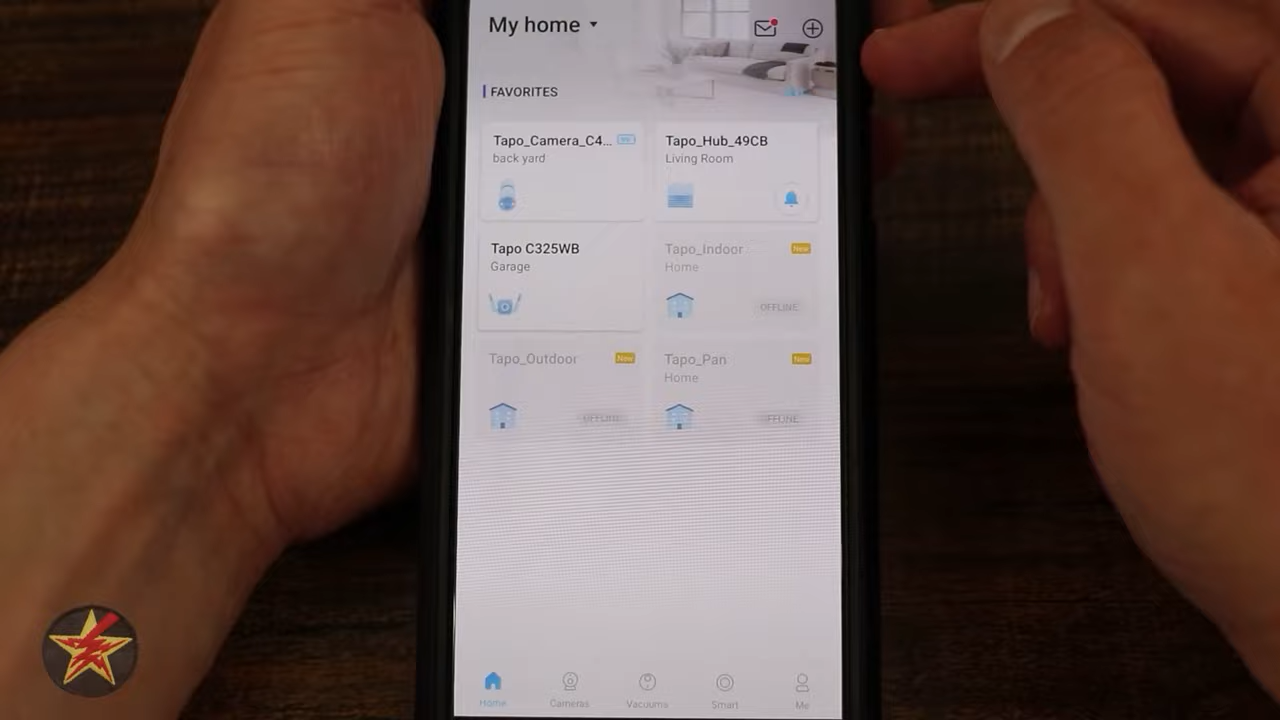 My home
FAVORITES
Tapo_Camera_C4...
back yard
Tapo_Hub_49CB
Living Room
Tapo C325WB
Garage
Tapo_Indoor
New
Home
OFFLINE
Tapo_Outdoor
New
OFFLINE
Tapo_Pan
New
Home
OFFLINE
Home
Cameras
Vacuums
Smart
Me